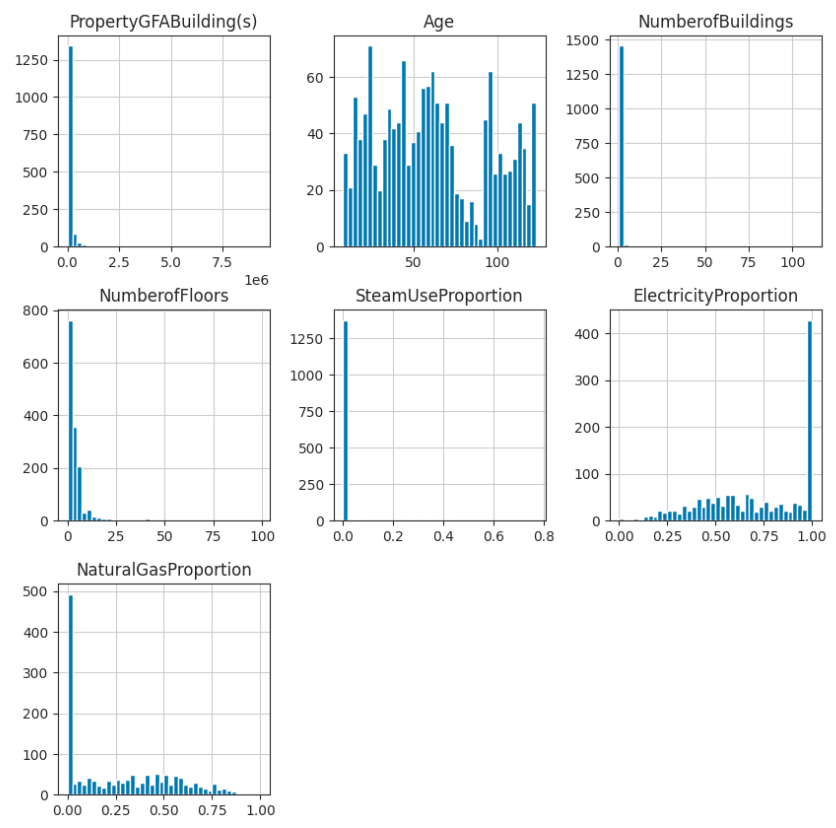 PropertyGFABuilding(s)
Age
NumberofBuildings
1250
1000
750
500
250
0
0.0 2.5 5.0 7.5
1e6
60
40
20
0
50 100
1500
1250
1000
750
500
250
0
0 25 50 75 100
NumberofFloors
SteamUseProportion
ElectricityProportion
800
600
400
200
0
0 25 50 75 100
1250
1000
750
500
250
0
0.0 0.2 0.4 0.6 0.8
400
300
200
100
0
0.00 0.25 0.50 0.75 1.00
NaturalGasProportion
500
400
300
200
100
0
0.00 0.25 0.50 0.75 1.00